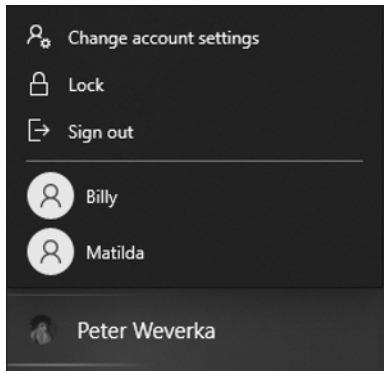 Change account settings
Lock
Sign out
Billy
Matilda
Peter Weverka